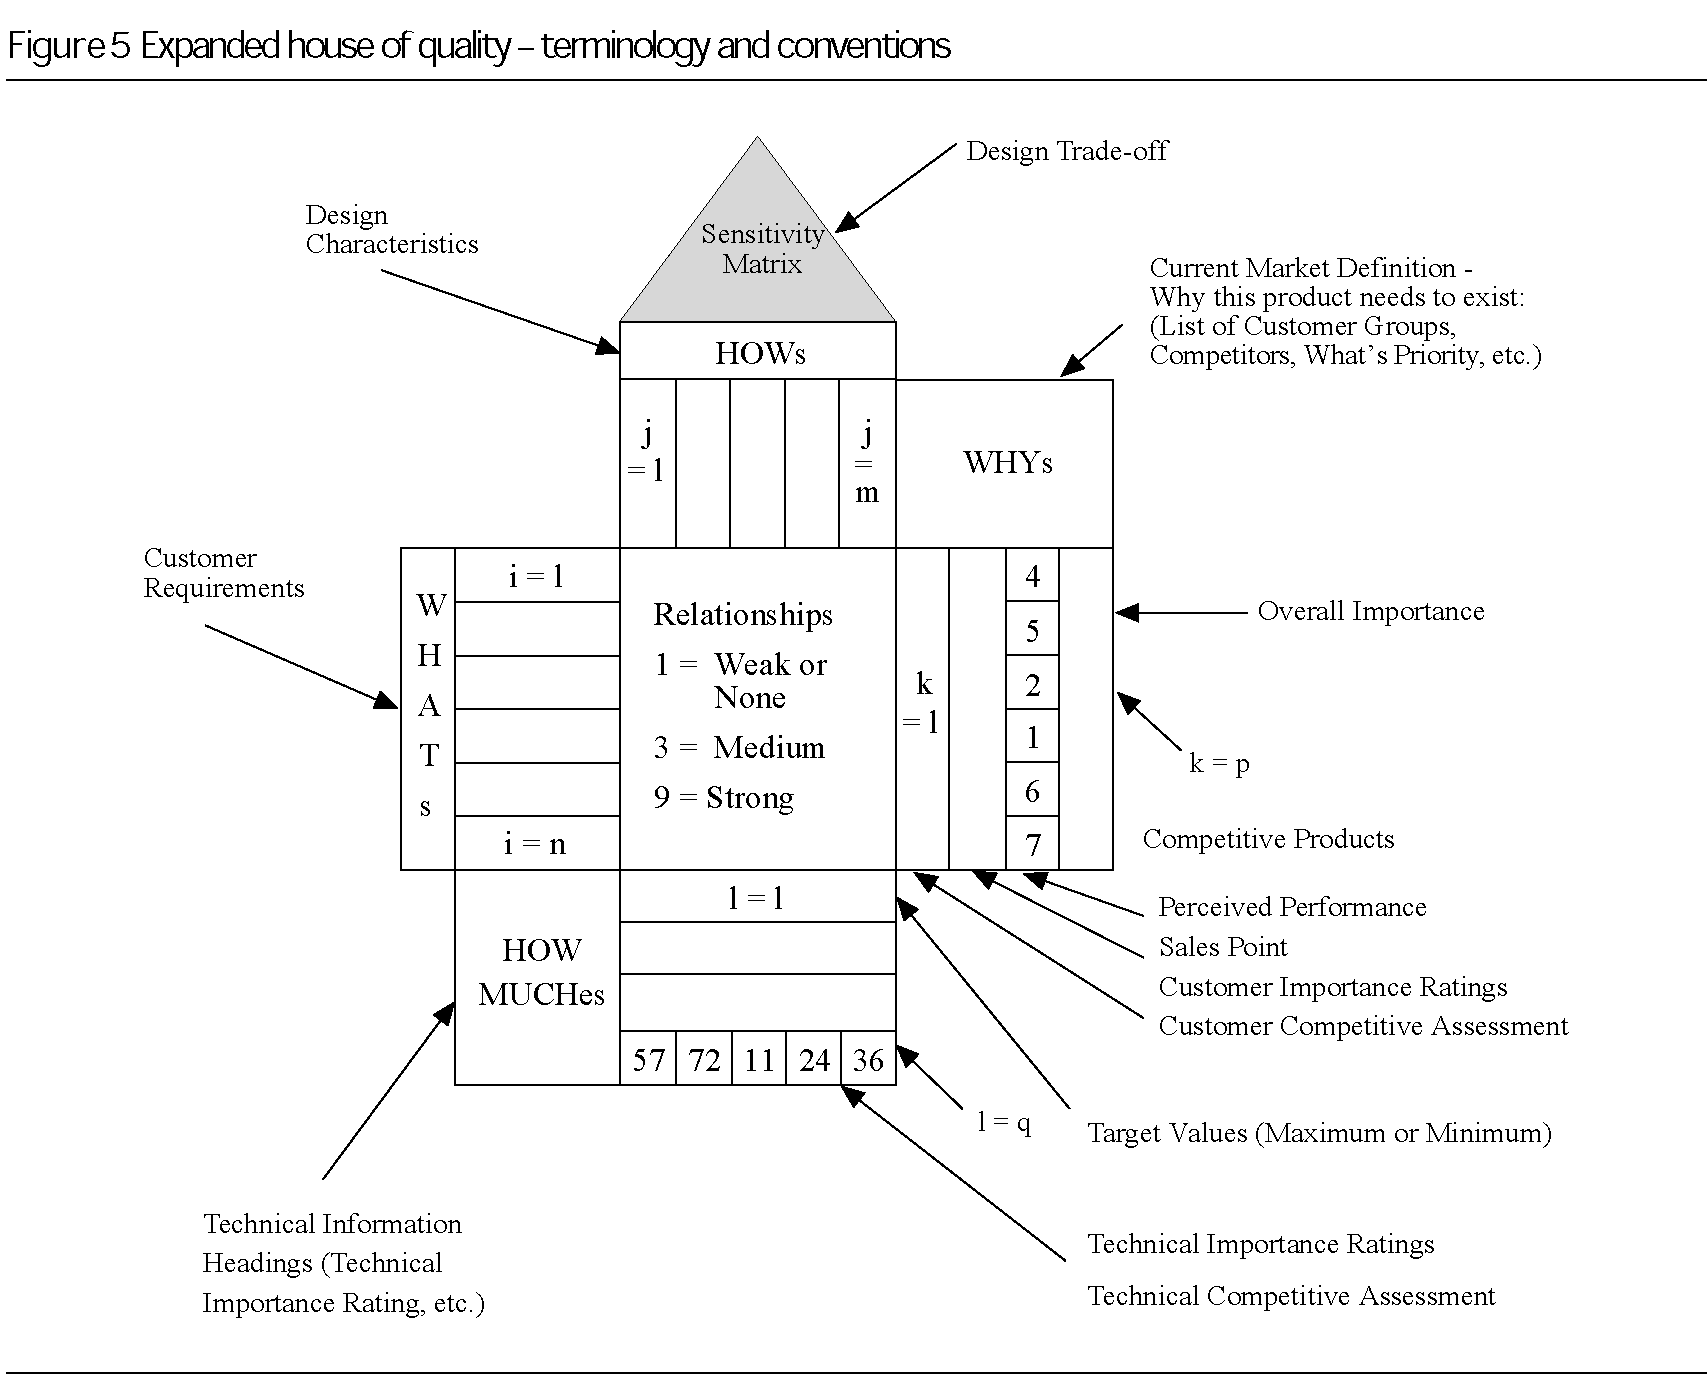 Figure 5 Expanded house of quality – terminology and conventions
Design Trade-off
Design
Characteristics
Sensitivity
Matrix
Current Market Definition -
Why this product needs to exist:
(List of Customer Groups,
Competitors, What's Priority, etc.)
HOWs
j
= 1
j
=
m
WHYs
Customer
Requirements
W
H
A
T
s
i = 1
i = n
Relationships
1 = Weak or
None
3 = Medium
9 = Strong
k
= 1
4
5
2
1
6
7
Overall Importance
k = p
Competitive Products
Perceived Performance
Sales Point
Customer Importance Ratings
Customer Competitive Assessment
HOW
MUCHes
l = 1
57 72 11 24 36
l = q
Target Values (Maximum or Minimum)
Technical Information
Headings (Technical
Importance Rating, etc.)
Technical Importance Ratings
Technical Competitive Assessment